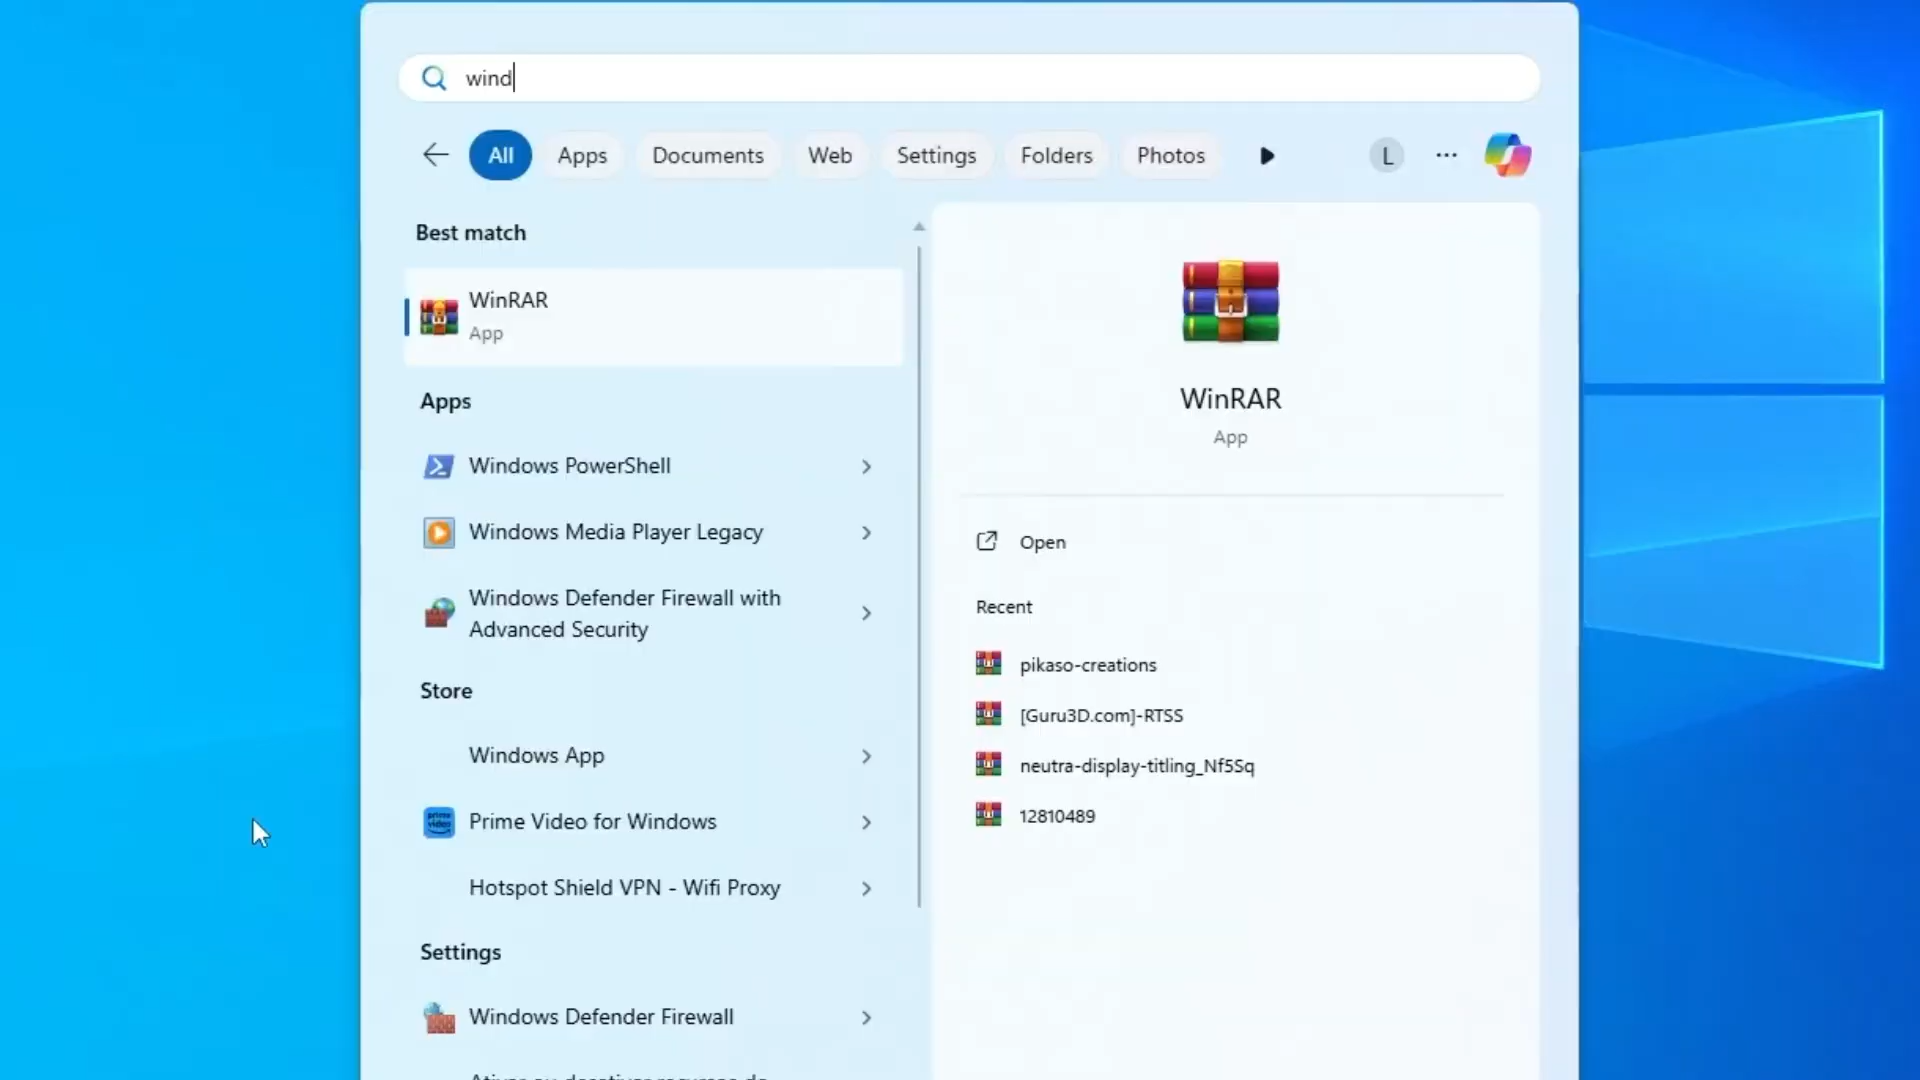 wind
All
Apps
Documents
Web
Settings
Folders
Photos
L
Best match
WinRAR
App
Apps
Windows PowerShell
Windows Media Player Legacy
Windows Defender Firewall with
Advanced Security
Store
Windows App
prime
video
Prime Video for Windows
Hotspot Shield VPN - Wifi Proxy
Settings
Windows Defender Firewall
WinRAR
App
Open
Recent
pikaso-creations
[Guru3D.com]-RTSS
neutra-display-titling_Nf5Sq
12810489